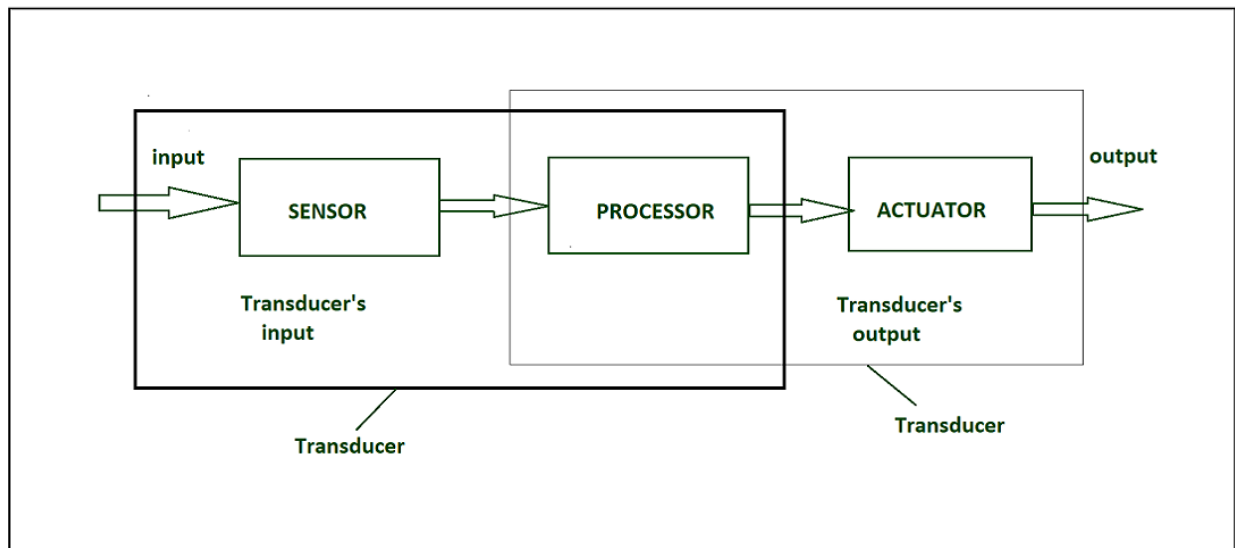 input
output
SENSOR
PROCESSOR
ACTUATOR
Transducer's
input
Transducer's
output
Transducer
Transducer